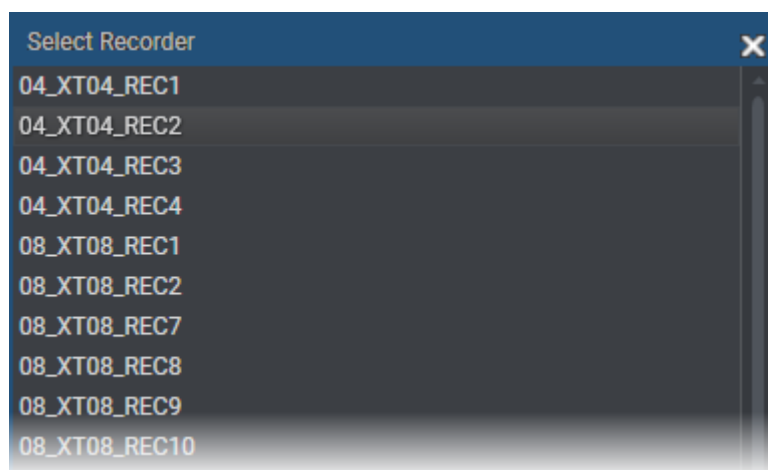 Select Recorder
04_XT04_REC1
04_XT04_REC2
04_XT04_REC3
04_XT04_REC4
08_XT08_REC1
08_XT08_REC2
08_XT08_REC7
08_XT08_REC8
08_XT08_REC9
08_XT08_REC10